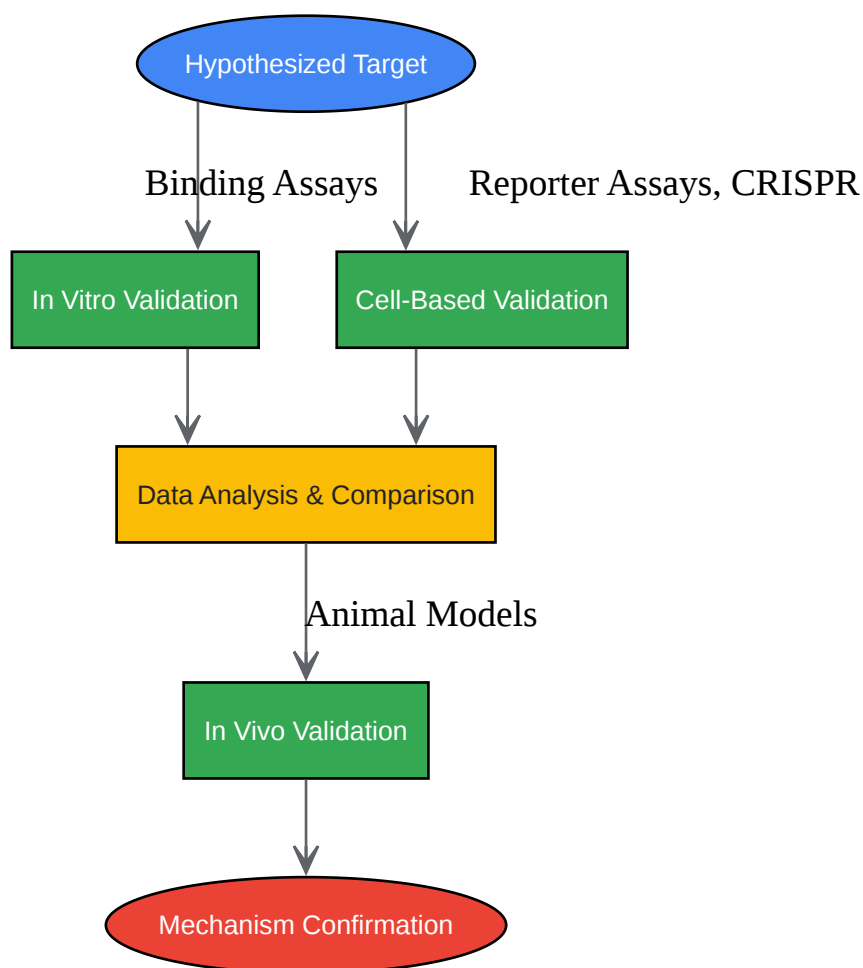 Hypothesized Target
Binding Assays
Reporter Assays, CRISPR
In Vitro Validation
Cell-Based Validation
Data Analysis & Comparison
Animal Models
In Vivo Validation
Mechanism Confirmation